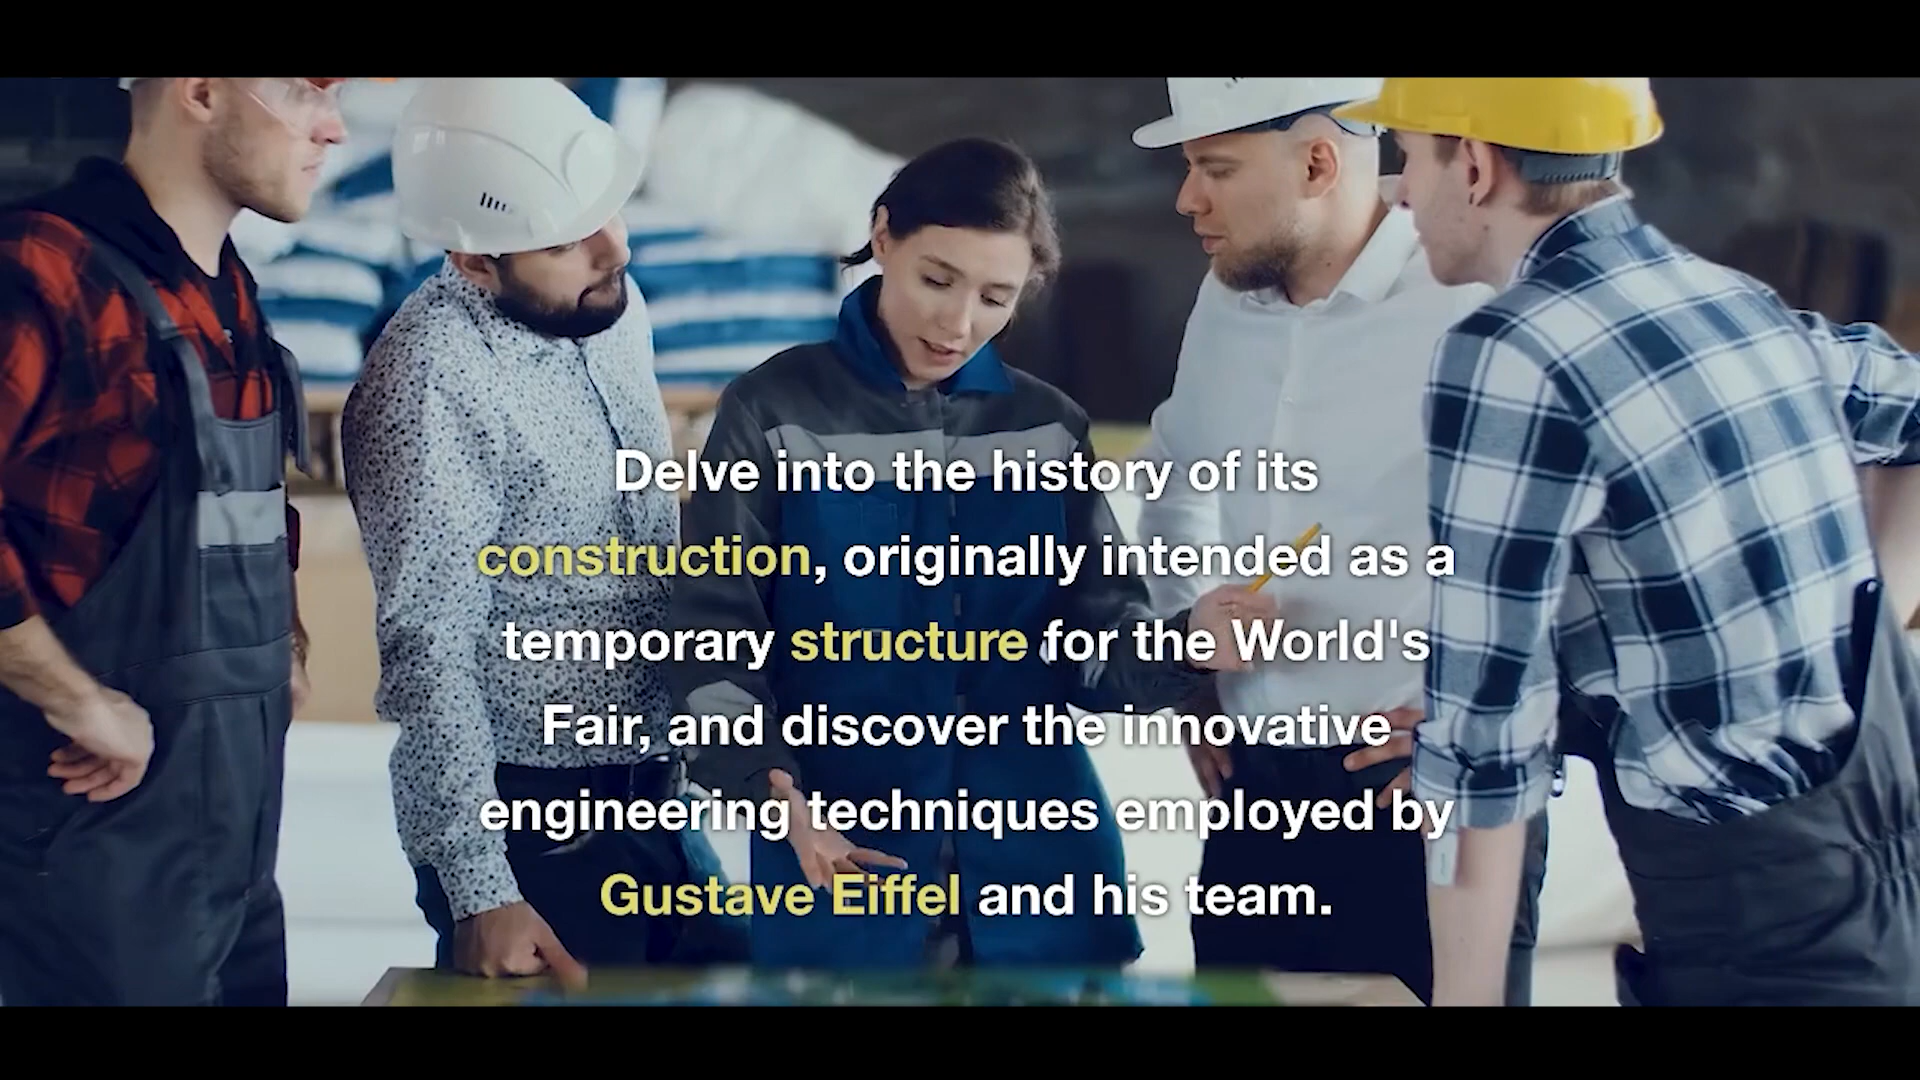 Delve into the history of its
construction, originally intended as a
temporary structure for the World's
Fair, and discover the innovative
engineering techniques employed by
Gustave Eiffel and his team.